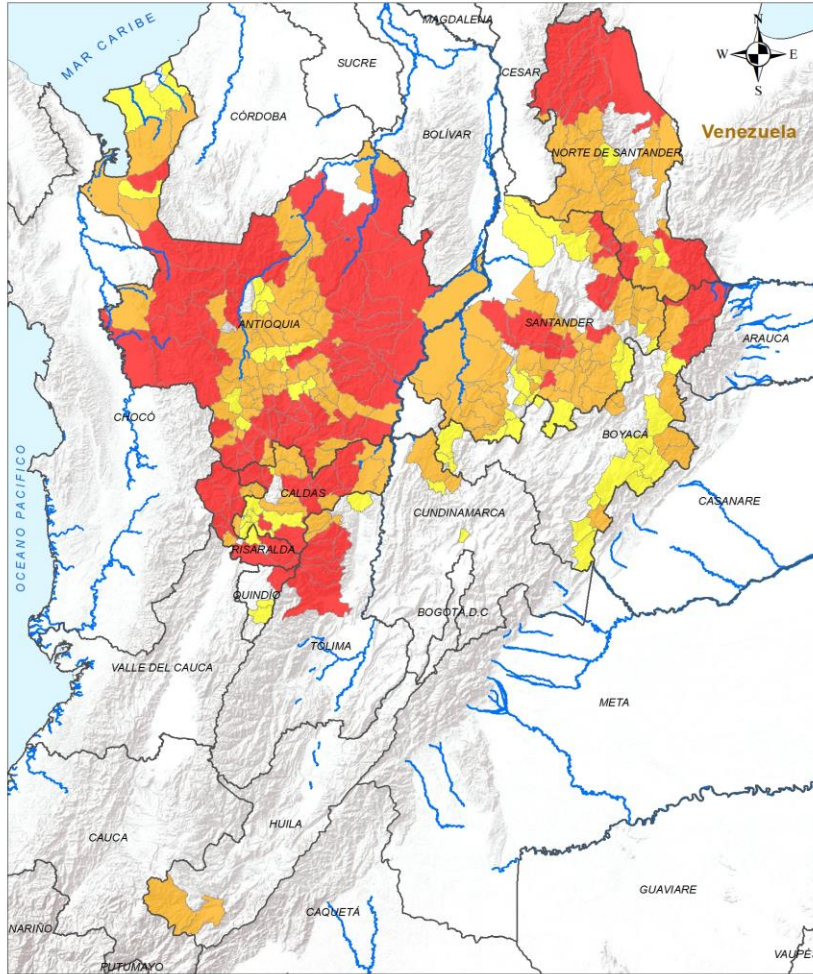 MAGDALENA
N
W E
S
MAR CARIBE
SUCRE
CESAR
CÓRDOBA
BOLÍVAR
Venezuela
NORTE DE SANTANDER
ANTIOQUIA
SANTANDER
ARAUCA
CHOCÓ
BOYACÁ
OCEANO PACIFICO
CALDAS
CASANARE
CUNDINAMARCA
RISARALDA
QUINDÍO
BOGOTÁ,D.C
TOLIMA
VALLE DEL CAUCA
META
HUILA
CAUCA
GUAVIARE
CAQUETÁ
NARIÑO
VAUPÉS
PUTUMAYO